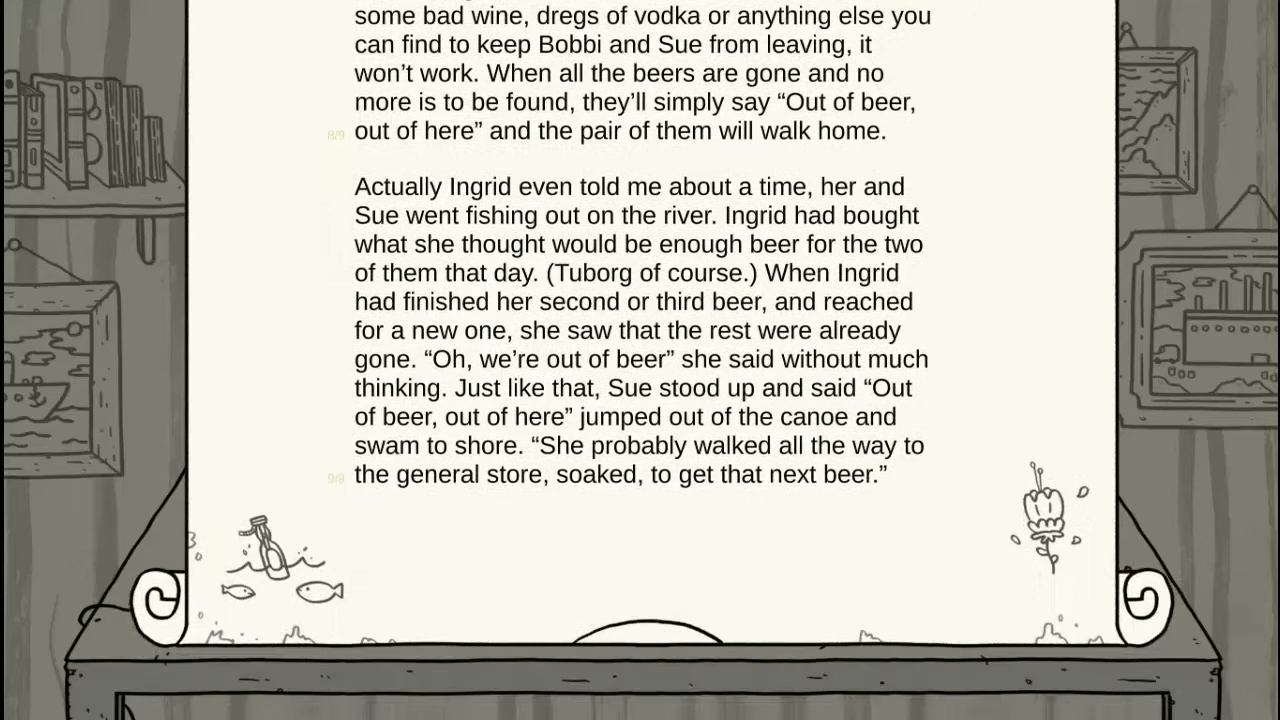 some bad wine, dregs of vodka or anything else you
can find to keep Bobbi and Sue from leaving, it
won’t work. When all the beers are gone and no
more is to be found, they’ll simply say “Out of beer,
8/9 out of here” and the pair of them will walk home.
Actually Ingrid even told me about a time, her and
Sue went fishing out on the river. Ingrid had bought
what she thought would be enough beer for the two
of them that day. (Tuborg of course.) When Ingrid
had finished her second or third beer, and reached
for a new one, she saw that the rest were already
gone. “Oh, we’re out of beer” she said without much
thinking. Just like that, Sue stood up and said “Out
of beer, out of here” jumped out of the canoe and
swam to shore. “She probably walked all the way to
9/9 the general store, soaked, to get that next beer.”